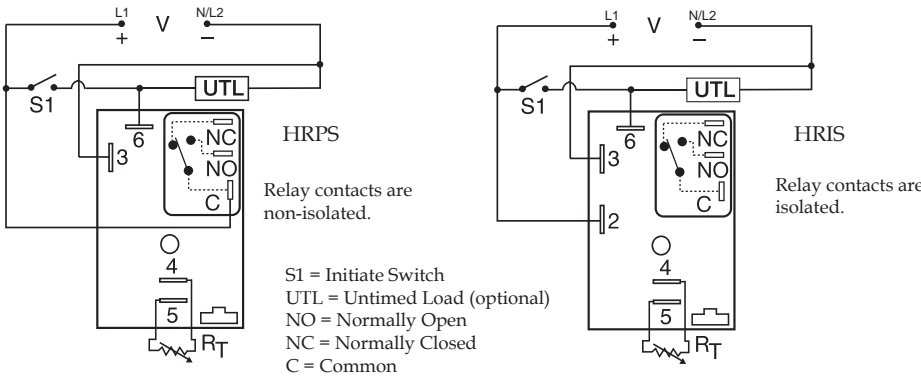 L1 V N/L2
+ –
S1 UTL
6
3
NC
NO
C
4
5
RT
HRPS
Relay contacts are
non-isolated.
S1 = Initiate Switch
UTL = Untimed Load (optional)
NO = Normally Open
NC = Normally Closed
C = Common
L1 V N/L2
+ –
S1 UTL
6
3
2
NC
NO
C
4
5
RT
HRIS
Relay contacts are
isolated.